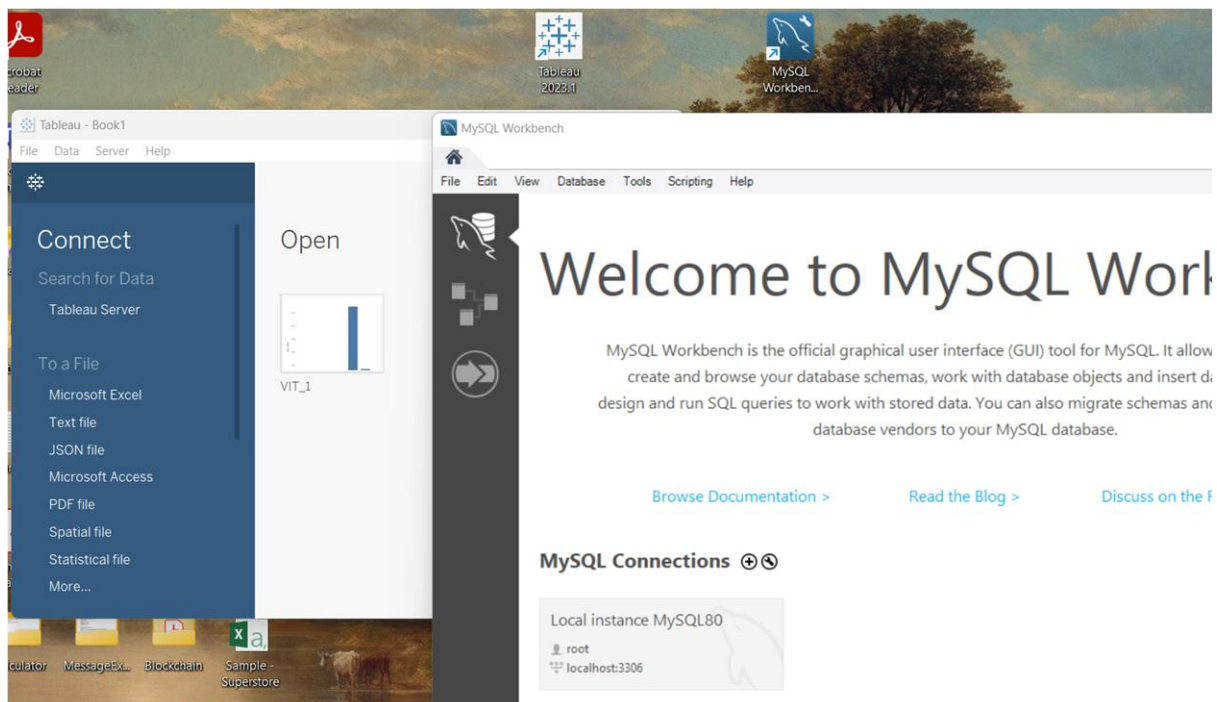 Tableau
2023.1
MySQL
Workben...
Tableau - Book1
File Data Server Help
Connect
Search for Data
Tableau Server
To a File
Microsoft Excel
Text file
JSON file
Microsoft Access
PDF file
Spatial file
Statistical file
More...
Open
VIT_1
MySQL Workbench
File Edit View Database Tools Scripting Help
Welcome to MySQL Work
MySQL Workbench is the official graphical user interface (GUI) tool for MySQL. It allow
create and browse your database schemas, work with database objects and insert da
design and run SQL queries to work with stored data. You can also migrate schemas and
database vendors to your MySQL database.
Browse Documentation > Read the Blog > Discuss on the F
MySQL Connections
Local instance MySQL80
root
localhost:3306
culator MessageEx... Blockchain Sample -
Superstore